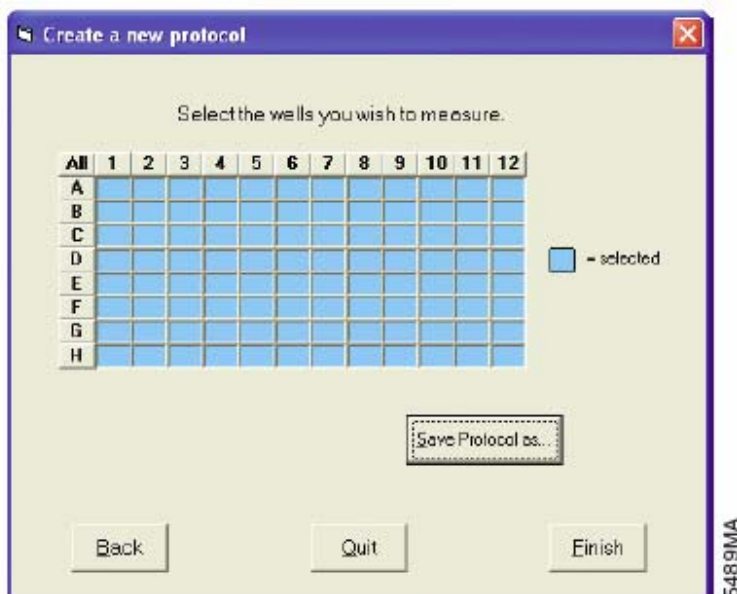 Create a new protocol
Select the wells you wish to measure.
All 1 2 3 4 5 6 7 8 9 10 11 12
A
B
C
D
E
F
G
H
= selected
Save Protocol as...
Back Quit Finish
5489MA